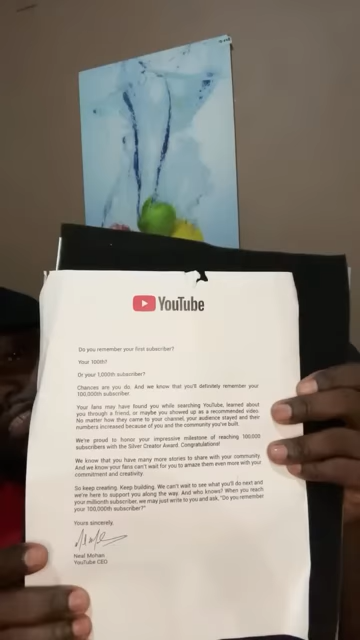 YouTube
Do you remember your first subscriber?
Your 100th?
Or your 1,000th subscriber?
Chances are you do. And we know that you'll definitely remember your
100,000th subscriber.
Your fans may have found you while searching YouTube, learned about
you through a friend, or maybe you showed up as a recommended video.
No matter how they came to your channel, your audience stayed and their
numbers increased because of you and the community you've built.
We're proud to honor your impressive milestone of reaching 100,000
subscribers with the Silver Creator Award. Congratulations!
We know that you have many more stories to share with your community.
And we know your fans can't wait for you to amaze them even more with your
commitment and creativity.
So keep creating. Keep building. We can't wait to see what you'll do next and
we're here to support you along the way. And who knows? When you reach
your millionth subscriber, we may just write to you and ask, "Do you remember
your 100,000th subscriber?"
Yours sincerely,
Neal Mohan
YouTube CEO